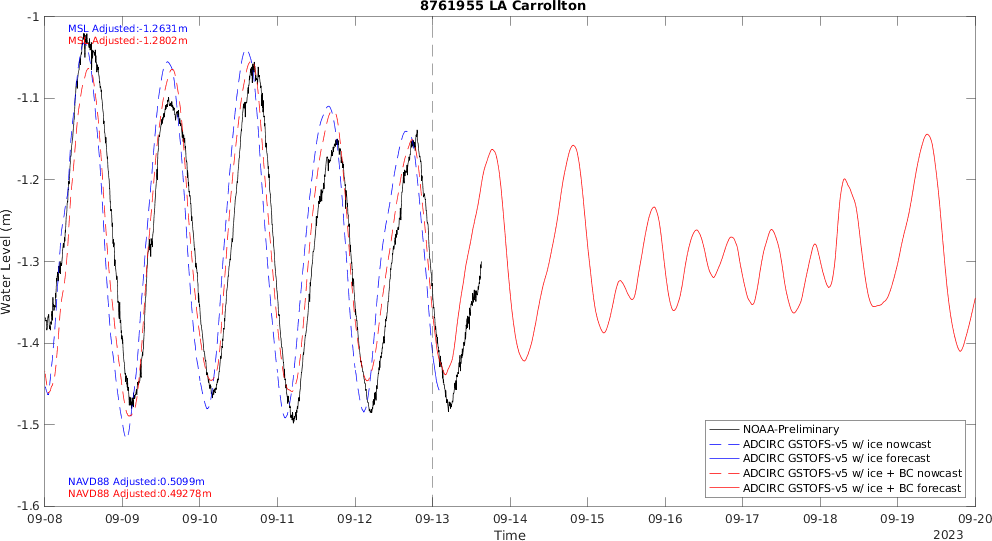 8761955 LA Carrollton
MSL Adjusted:-1.2631m
MSL Adjusted:-1.2802m
-1
-1.1
-1.2
-1.3
-1.4
-1.5
-1.6
Water Level (m)
NOAA-Preliminary
ADCIRC GSTOFS-v5 w/ ice nowcast
ADCIRC GSTOFS-v5 w/ ice forecast
ADCIRC GSTOFS-v5 w/ ice + BC nowcast
ADCIRC GSTOFS-v5 w/ ice + BC forecast
NAVD88 Adjusted:0.5099m
NAVD88 Adjusted:0.49278m
09-08 09-09 09-10 09-11 09-12 09-13 09-14 09-15 09-16 09-17 09-18 09-19 09-20
Time
2023